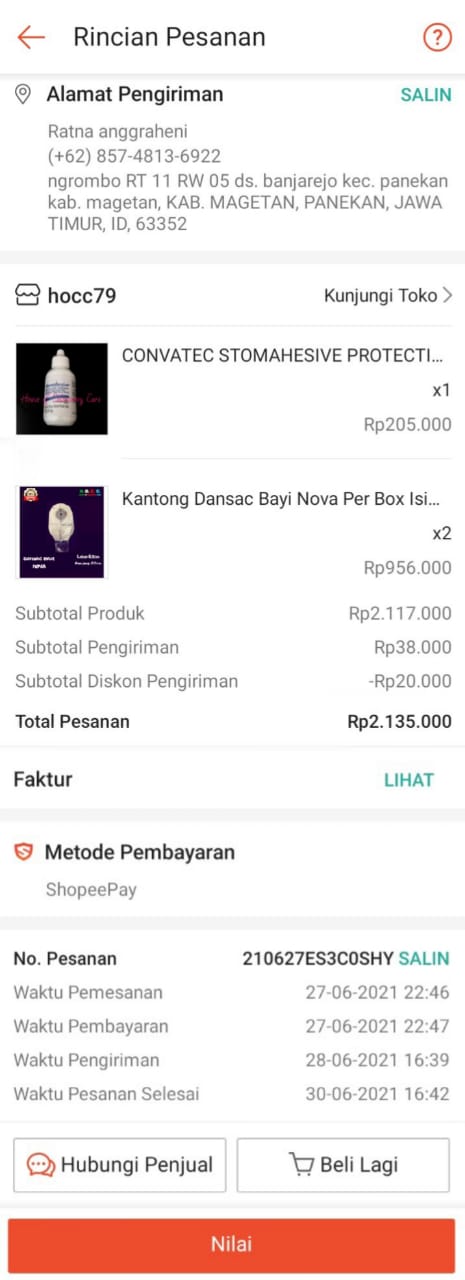 Rincian Pesanan
?
Alamat Pengiriman
SALIN
Ratna anggraheni
(+62) 857-4813-6922
ngrombo RT 11 RW 05 ds. banjarejo kec. panekan
kab. magetan, KAB. MAGETAN, PANEKAN, JAWA
TIMUR, ID, 63352
hocc79
Kunjungi Toko >
CONVATEC STOMAHESIVE PROTECTI...
x1
Rp205.000
Kantong Dansac Bayi Nova Per Box Isi...
x2
Rp956.000
Subtotal Produk Rp2.117.000
Subtotal Pengiriman Rp38.000
Subtotal Diskon Pengiriman -Rp20.000
Total Pesanan Rp2.135.000
Faktur LIHAT
Metode Pembayaran
ShopeePay
No. Pesanan 210627ES3C0SHY SALIN
Waktu Pemesanan 27-06-2021 22:46
Waktu Pembayaran 27-06-2021 22:47
Waktu Pengiriman 28-06-2021 16:39
Waktu Pesanan Selesai 30-06-2021 16:42
Hubungi Penjual
Beli Lagi
Nilai